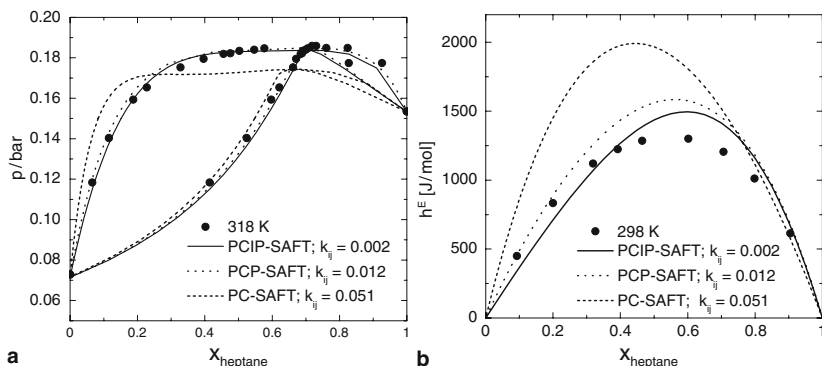 0.20
0.18
0.16
0.14
0.12
0.10
0.08
0.06
p/bar
318 K
PCIP-SAFT; k_ij = 0.002
PCP-SAFT; k_ij = 0.012
PC-SAFT; k_ij = 0.051
0 0.2 0.4 0.6 0.8 1
x_heptane
a
2000
1500
1000
500
0
h^E [J/mol]
298 K
PCIP-SAFT; k_ij = 0.002
PCP-SAFT; k_ij = 0.012
PC-SAFT; k_ij = 0.051
0 0.2 0.4 0.6 0.8 1
x_heptane
b